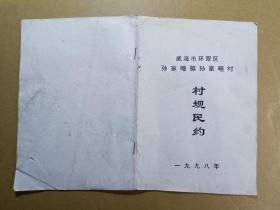 威海市环翠区
孙家疃镇孙家疃村
村规民约
一九九八年